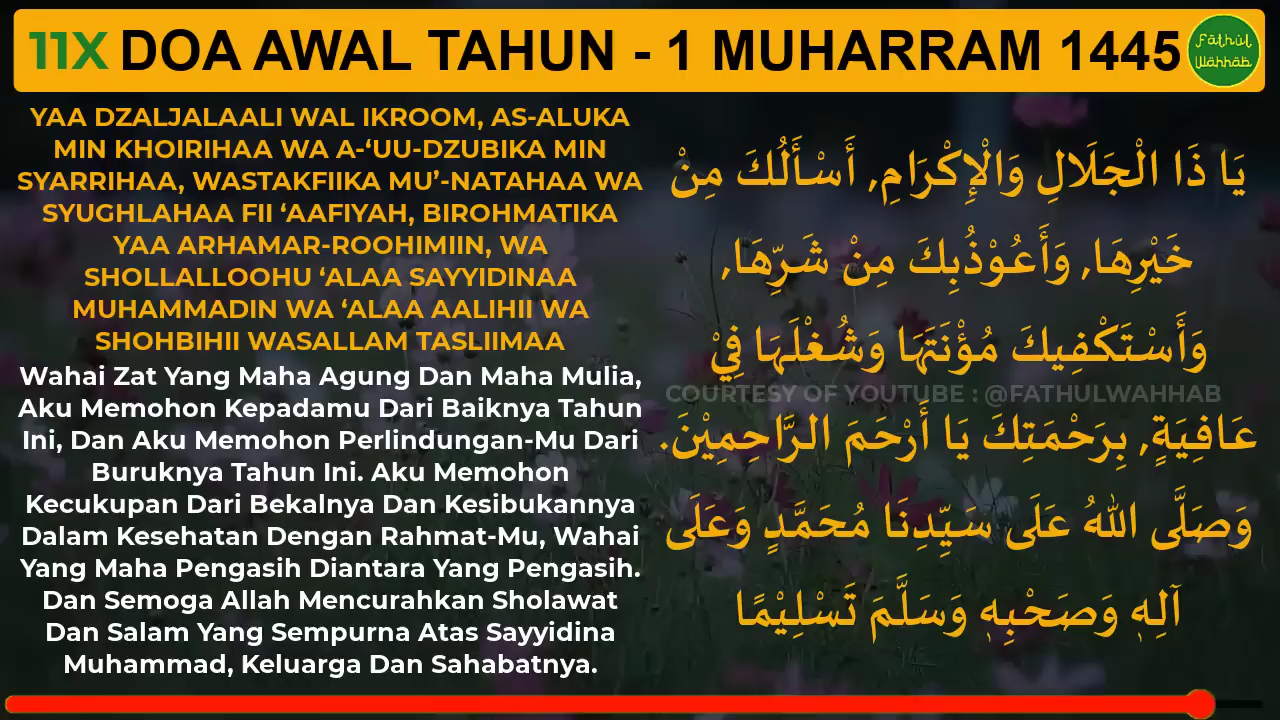 11X DOA AWAL TAHUN - 1 MUHARRAM 1445
Fathul
Wahhab
YAA DZALJALAALI WAL IKROOM, AS-ALUKA
MIN KHOIRIHAA WA A-‘UU-DZUBIKA MIN
SYARRIHAA, WASTAKFIIKA MU’-NATAHAA WA
SYUGHLAHAA FII ‘AAFIYAH, BIROHMATIKA
YAA ARHAMAR-ROOHIMIIN, WA
SHOLLALLOOHU ‘ALAA SAYYIDINAA
MUHAMMADIN WA ‘ALAA AALIHII WA
SHOHBIHII WASALLAM TASLIIMAA
Wahai Zat Yang Maha Agung Dan Maha Mulia,
Aku Memohon Kepadamu Dari Baiknya Tahun
Ini, Dan Aku Memohon Perlindungan-Mu Dari
Buruknya Tahun Ini. Aku Memohon
Kecukupan Dari Bekalnya Dan Kesibukannya
Dalam Kesehatan Dengan Rahmat-Mu, Wahai
Yang Maha Pengasih Diantara Yang Pengasih.
Dan Semoga Allah Mencurahkan Sholawat
Dan Salam Yang Sempurna Atas Sayyidina
Muhammad, Keluarga Dan Sahabatnya.
يَا ذَا الْجَلَالِ وَالْإِكْرَامِ, أَسْأَلُكَ مِنْ
خَيْرِهَا, وَأَعُوْذُبِكَ مِنْ شَرِّهَا,
وَأَسْتَكْفِيكَ مُؤْنَتَهَا وَشُغْلَهَا فِيْ
COURTESY OF YOUTUBE : @FATHULWAHHAB
عَافِيَةٍ, بِرَحْمَتِكَ يَا أَرْحَمَ الرَّاحِمِيْنَ.
وَصَلَّى اللهُ عَلَى سَيِّدِنَا مُحَمَّدٍ وَعَلَى
آلِهٖ وَصَحْبِهٖ وَسَلَّمَ تَسْلِيْمًا